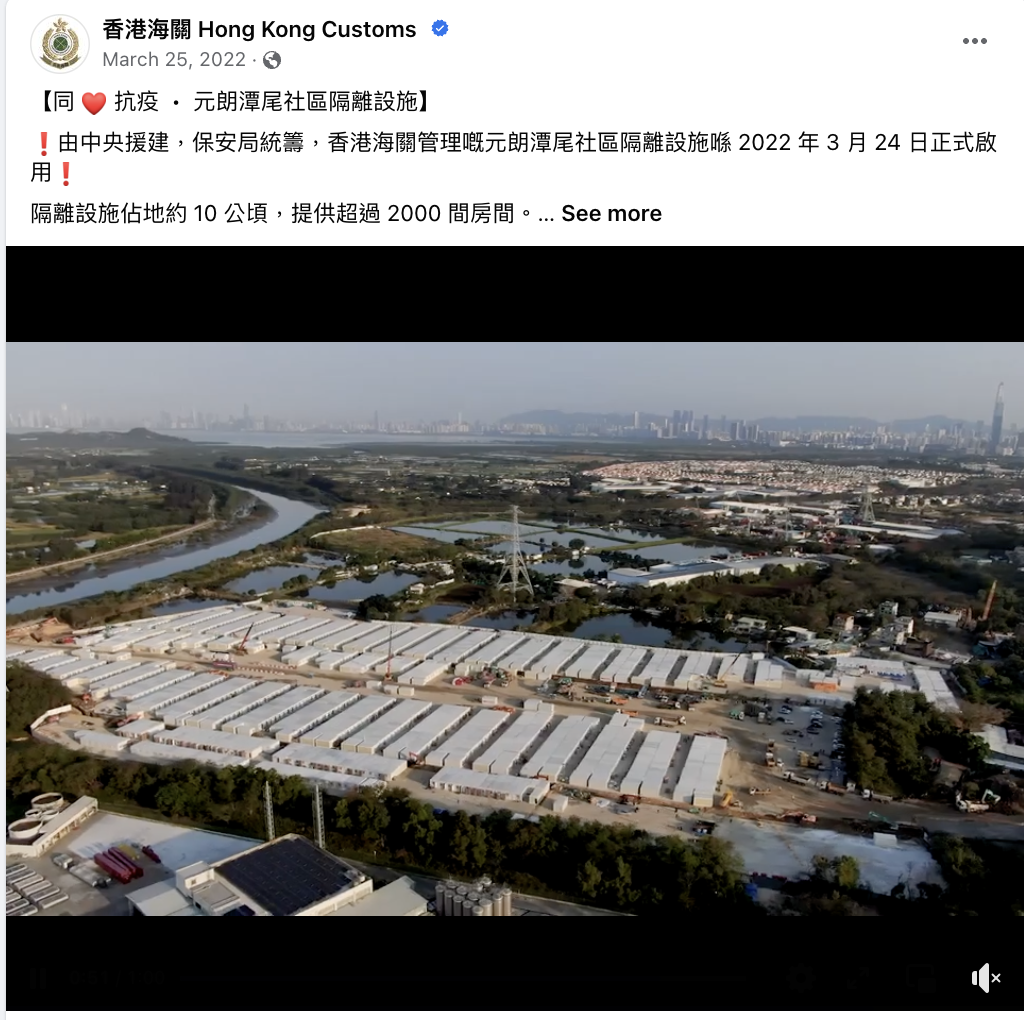 香港海關 Hong Kong Customs
March 25, 2022 ·
【同 ❤️ 抗疫 • 元朗潭尾社區隔離設施】
❗由中央援建，保安局統籌，香港海關管理嘅元朗潭尾社區隔離設施喺 2022 年 3 月 24 日正式啟
用❗
隔離設施佔地約 10 公頃，提供超過 2000 間房間。... See more